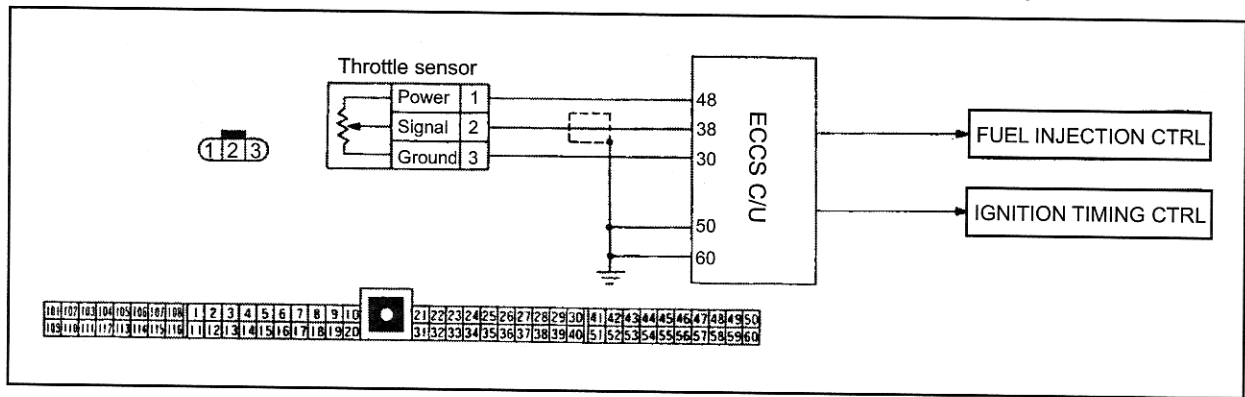 Throttle sensor
Power 1
Signal 2
Ground 3
1 2 3
48
38
30
50
60
ECCS C/U
FUEL INJECTION CTRL
IGNITION TIMING CTRL
101 102 103 104 105 106 107 108 1 2 3 4 5 6 7 8 9 10 21 22 23 24 25 26 27 28 29 30 41 42 43 44 45 46 47 48 49 50
109 110 111 112 113 114 115 116 11 12 13 14 15 16 17 18 19 20 31 32 33 34 35 36 37 38 39 40 51 52 53 54 55 56 57 58 59 60